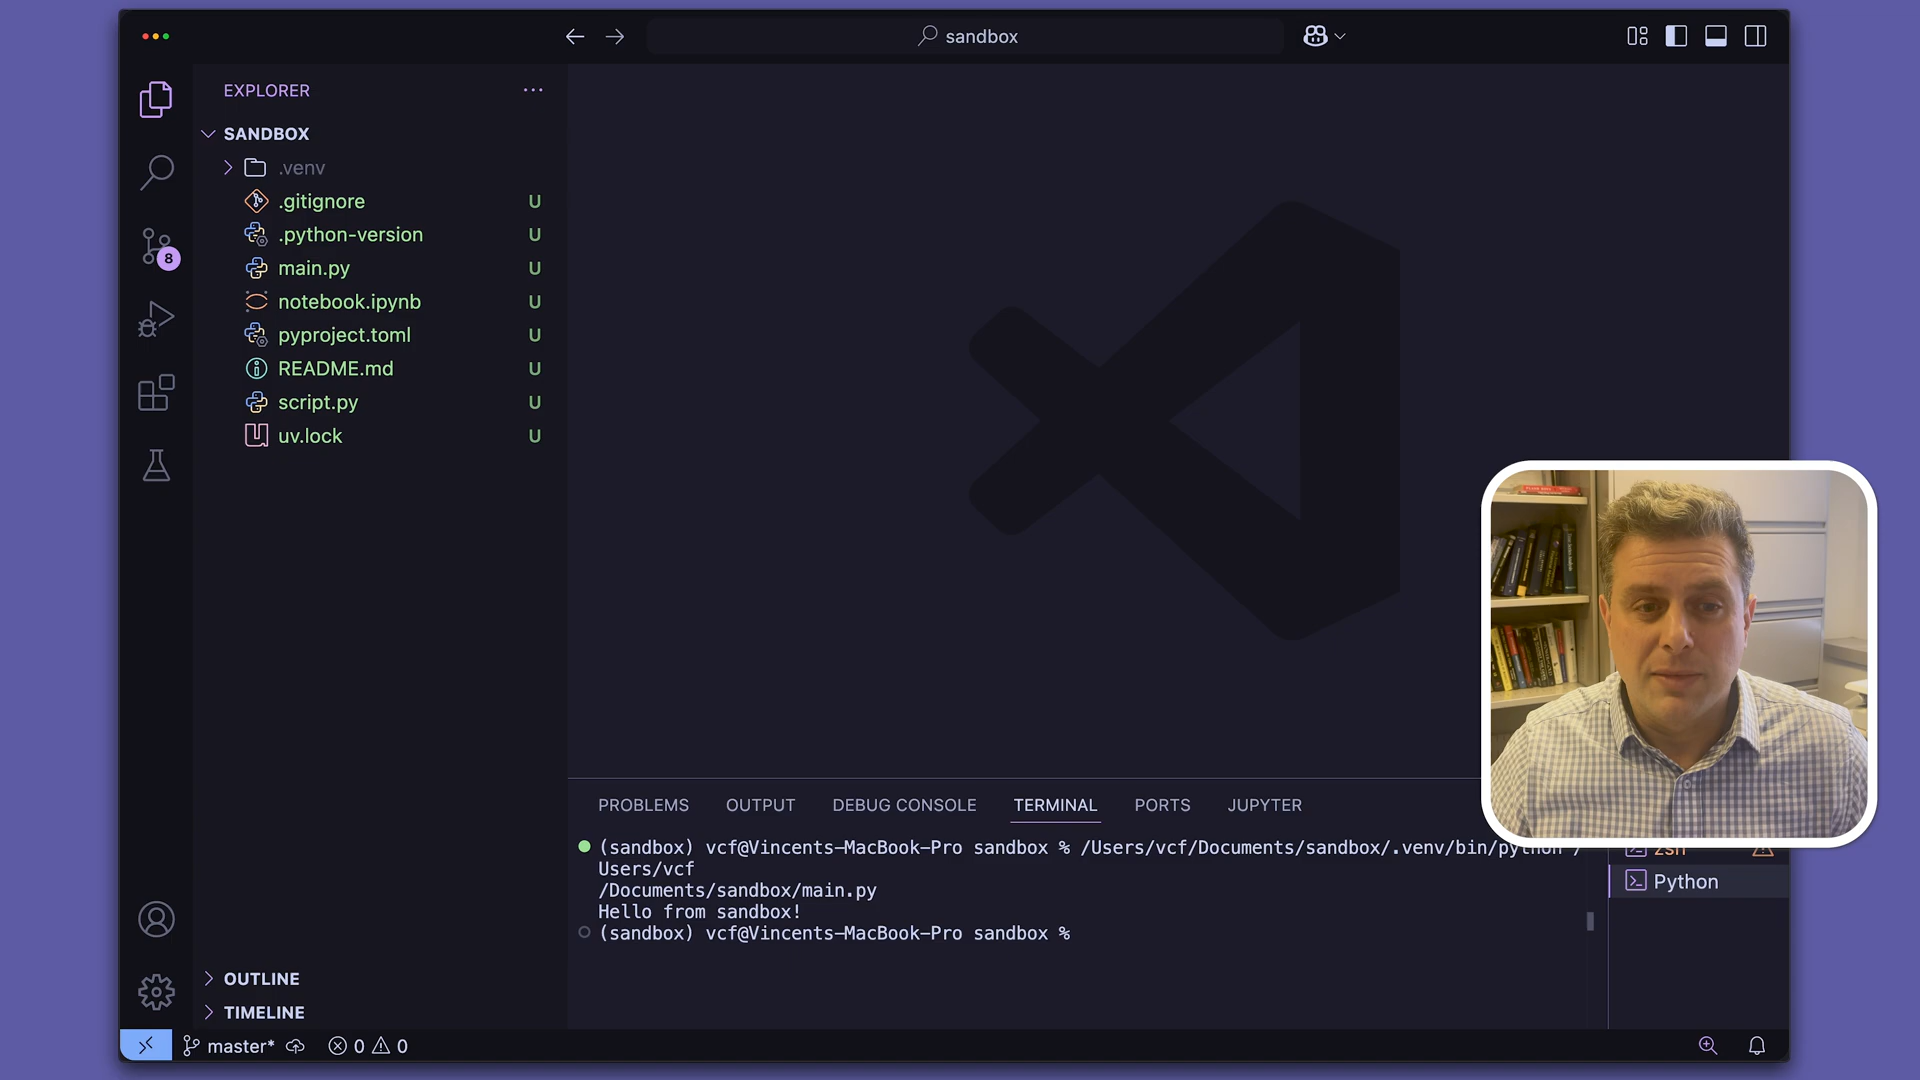 sandbox
EXPLORER
SANDBOX
.venv
.gitignore U
.python-version U
8
main.py U
notebook.ipynb U
pyproject.toml U
README.md U
script.py U
uv.lock U
PROBLEMS OUTPUT DEBUG CONSOLE TERMINAL PORTS JUPYTER
(sandbox) vcf@Vincents-MacBook-Pro sandbox % /Users/vcf/Documents/sandbox/.venv/bin/python /
Users/vcf
/Documents/sandbox/main.py
Hello from sandbox!
(sandbox) vcf@Vincents-MacBook-Pro sandbox %
zsh
Python
OUTLINE
TIMELINE
master* 0 0